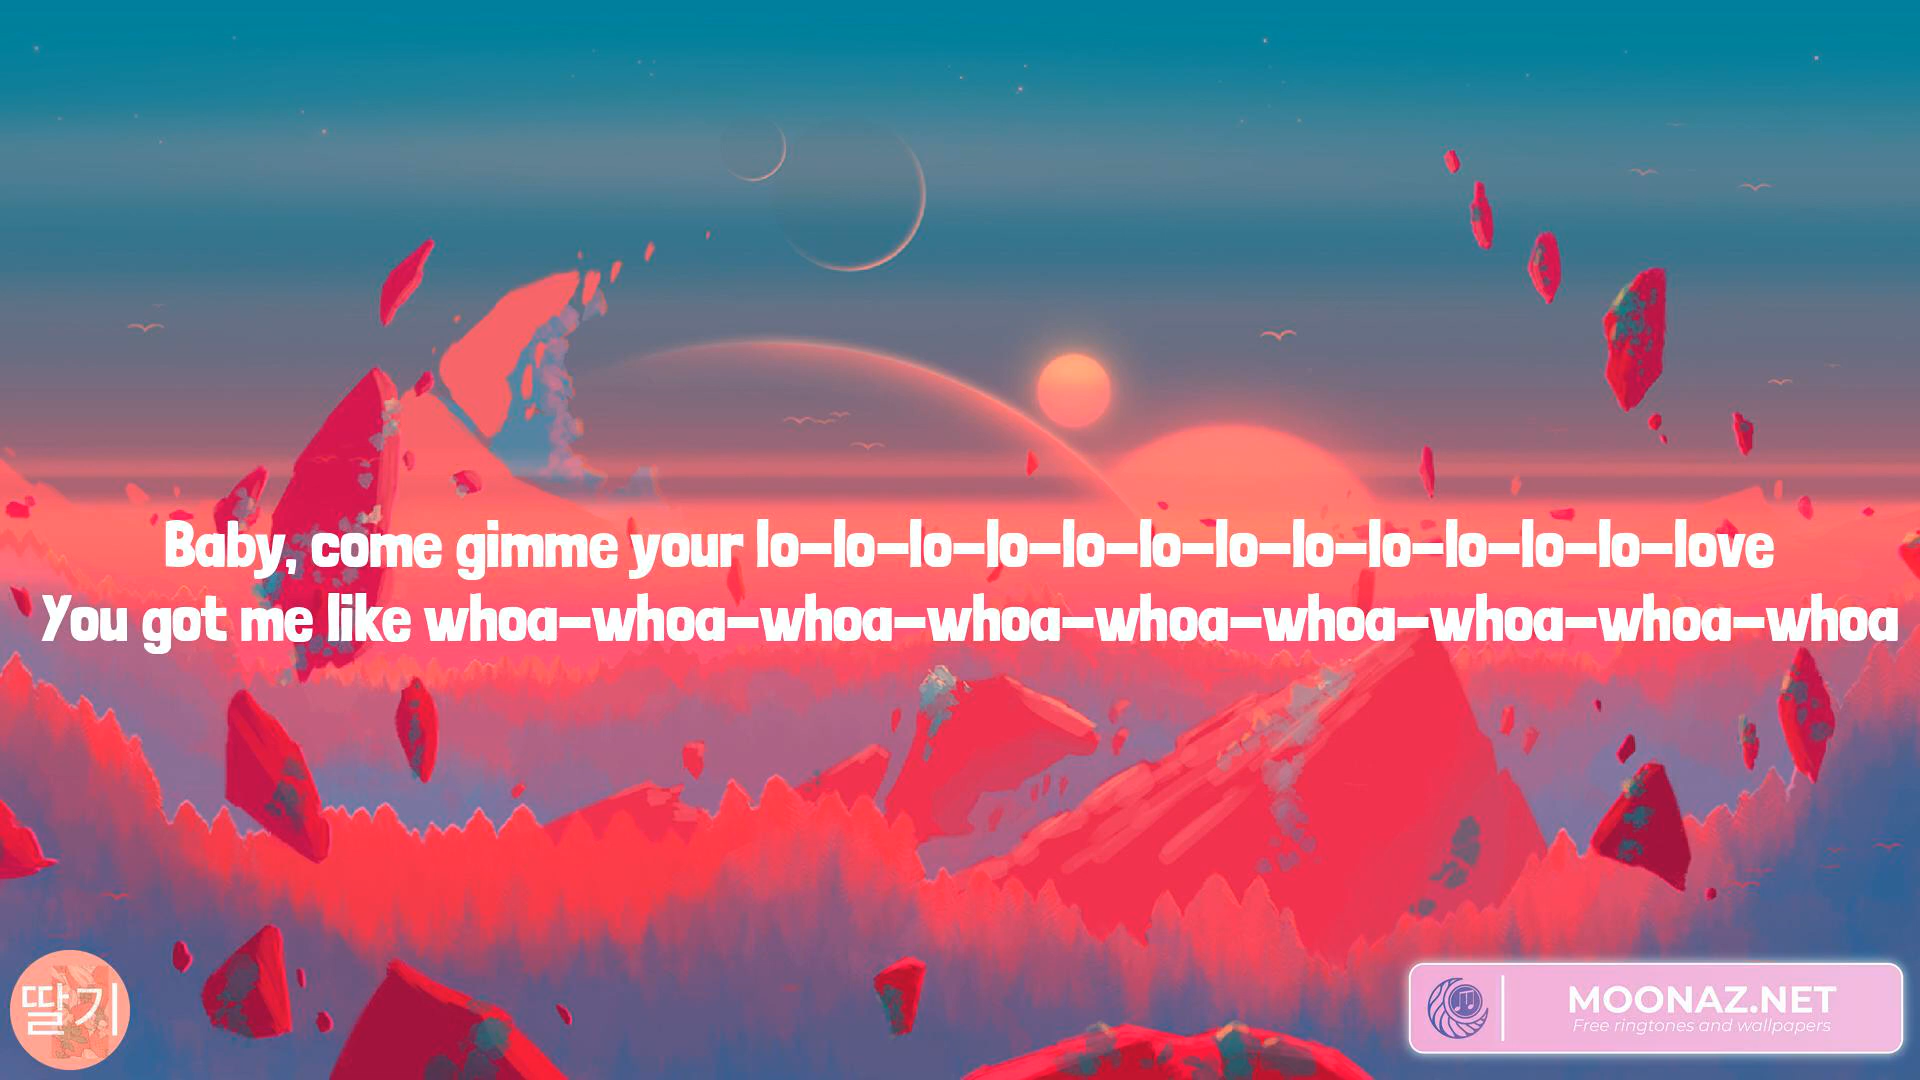 Baby, come gimme your lo-lo-lo-lo-lo-lo-lo-lo-lo-lo-lo-lo-love
You got me like whoa-whoa-whoa-whoa-whoa-whoa-whoa-whoa-whoa
딸기
MOONAZ.NET
Free ringtones and wallpapers